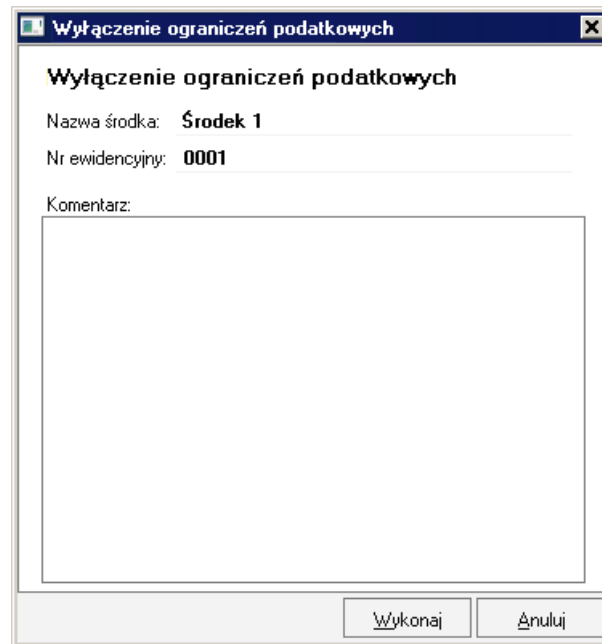 Wyłączenie ograniczeń podatkowych
Wyłączenie ograniczeń podatkowych
Nazwa środka: Środek 1
Nr ewidencyjny: 0001
Komentarz:
Wykonaj Anuluj